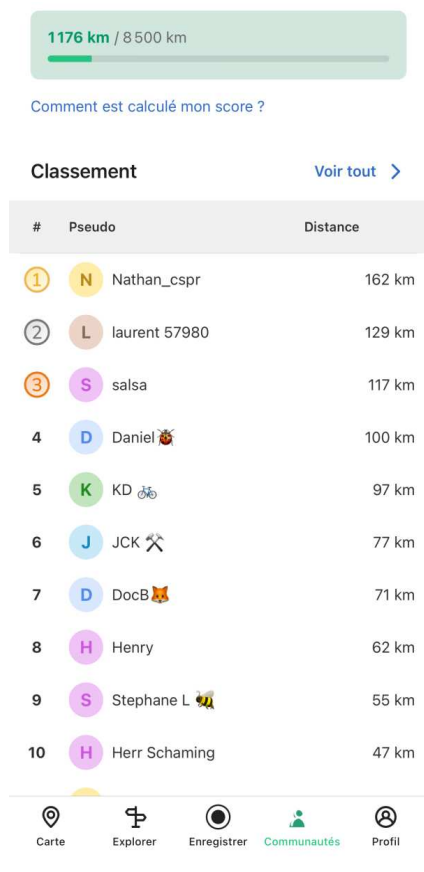 1 176 km / 8 500 km
Comment est calculé mon score ?
Classement
Voir tout
# Pseudo Distance
1 N Nathan_cspr 162 km
2 L laurent 57980 129 km
3 S salsa 117 km
4 D Daniel🐞 100 km
5 K KD 🚲 97 km
6 J JCK ⚒️ 77 km
7 D DocB🦊 71 km
8 H Henry 62 km
9 S Stephane L 🐝 55 km
10 H Herr Schaming 47 km
Carte Explorer Enregistrer Communautés Profil